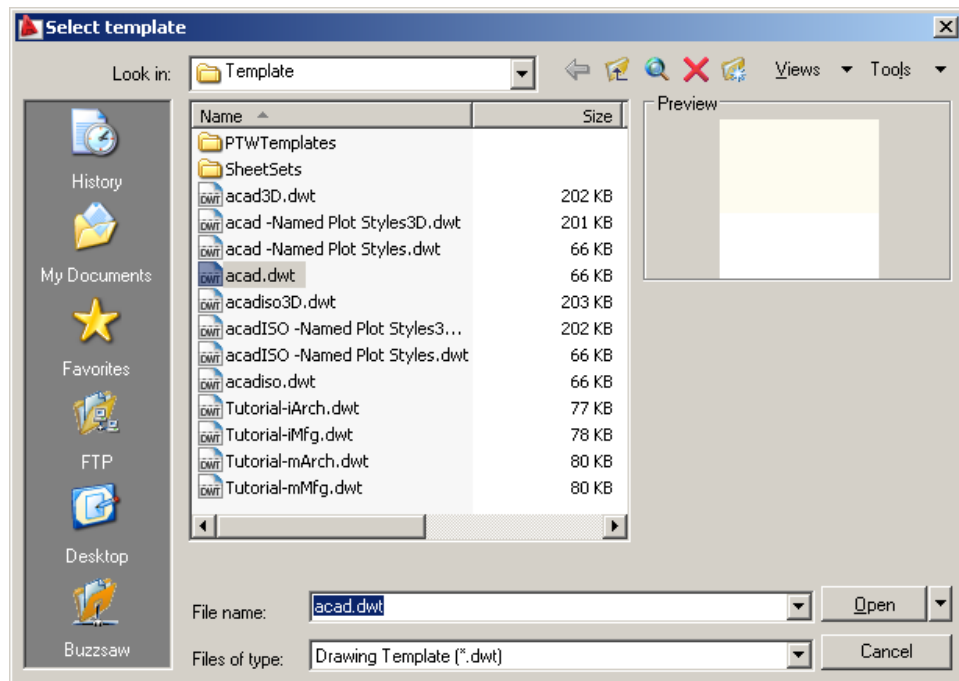 Select template
Look in: Template Views Tools
Name Size Preview
PTWTemplates
SheetSets
acad3D.dwt 202 KB
acad -Named Plot Styles3D.dwt 201 KB
acad -Named Plot Styles.dwt 66 KB
acad.dwt 66 KB
acadiso3D.dwt 203 KB
acadISO -Named Plot Styles3... 202 KB
acadISO -Named Plot Styles.dwt 66 KB
acadiso.dwt 66 KB
Tutorial-iArch.dwt 77 KB
Tutorial-iMfg.dwt 78 KB
Tutorial-mArch.dwt 80 KB
Tutorial-mMfg.dwt 80 KB
History
My Documents
Favorites
FTP
Desktop
Buzzsaw
File name: acad.dwt Open
Files of type: Drawing Template (*.dwt) Cancel